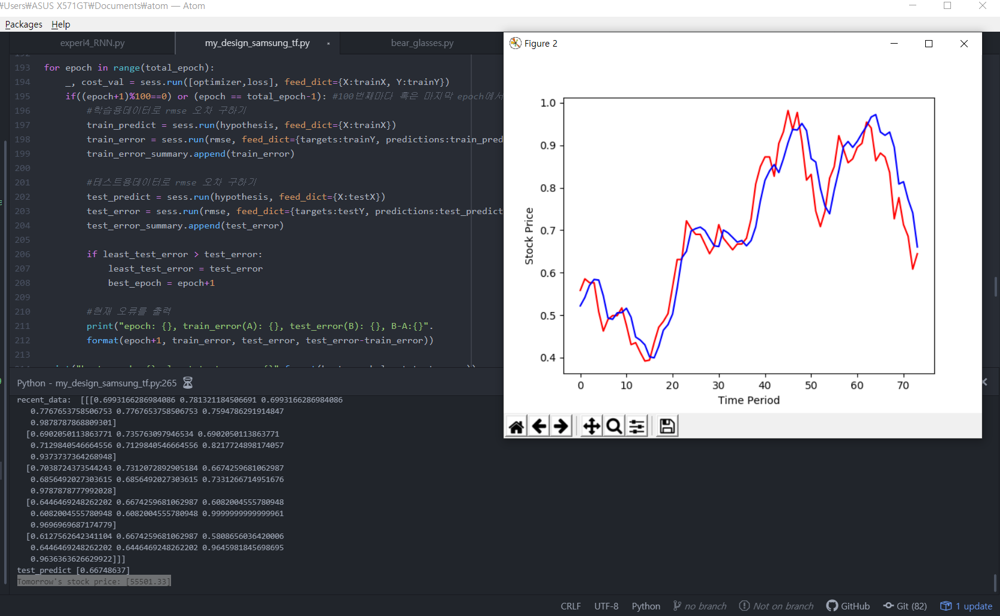 ₩Users₩ASUS X571GT₩Documents₩atom — Atom
Packages Help
experi4_RNN.py my_design_samsung_tf.py bear_glasses.py
193 for epoch in range(total_epoch):
194 _, cost_val = sess.run([optimizer,loss], feed_dict={X:trainX, Y:trainY})
195 if((epoch+1)%100==0) or (epoch == total_epoch-1): #100번째마다 혹은 마지막 epoch에서
196 #학습용데이터로 rmse 오차 구하기
197 train_predict = sess.run(hypothesis, feed_dict={X:trainX})
198 train_error = sess.run(rmse, feed_dict={targets:trainY, predictions:train_pred
199 train_error_summary.append(train_error)
200
201 #테스트용데이터로 rmse 오차 구하기
202 test_predict = sess.run(hypothesis, feed_dict={X:testX})
203 test_error = sess.run(rmse, feed_dict={targets:testY, predictions:test_predict
204 test_error_summary.append(test_error)
205
206 if least_test_error > test_error:
207 least_test_error = test_error
208 best_epoch = epoch+1
209
210 #현재 오류를 출력
211 print("epoch: {}, train_error(A): {}, test_error(B): {}, B-A:{}".
212 format(epoch+1, train_error, test_error, test_error-train_error))
213
Python - my_design_samsung_tf.py:265
recent_data: [[[0.6993166286984086 0.781321184506691 0.6993166286984086
0.7767653758506753 0.7767653758506753 0.7594786291914847
0.9878787868809301]
[0.6902050113863771 0.735763097946534 0.6902050113863771
0.7129840546664556 0.7129840546664556 0.8217724898174057
0.9373737364268948]
[0.7038724373544243 0.7312072892905184 0.6674259681062987
0.6856492027303615 0.6856492027303615 0.7331266714951676
0.9787878777992028]
[0.6446469248262202 0.6674259681062987 0.6082004555780948
0.6082004555780948 0.6082004555780948 0.9999999999999961
0.9696969687174779]
[0.6127562642341104 0.6674259681062987 0.5808656036420006
0.6446469248262202 0.6446469248262202 0.9645981845698695
0.9636363626629922]]]
test_predict [0.66748637]
Tomorrow's stock price: [55501.33]
Figure 2
1.0
0.9
0.8
0.7
0.6
0.5
0.4
Stock Price
0 10 20 30 40 50 60 70
Time Period
CRLF UTF-8 Python no branch Not on branch GitHub Git (82) 1 update